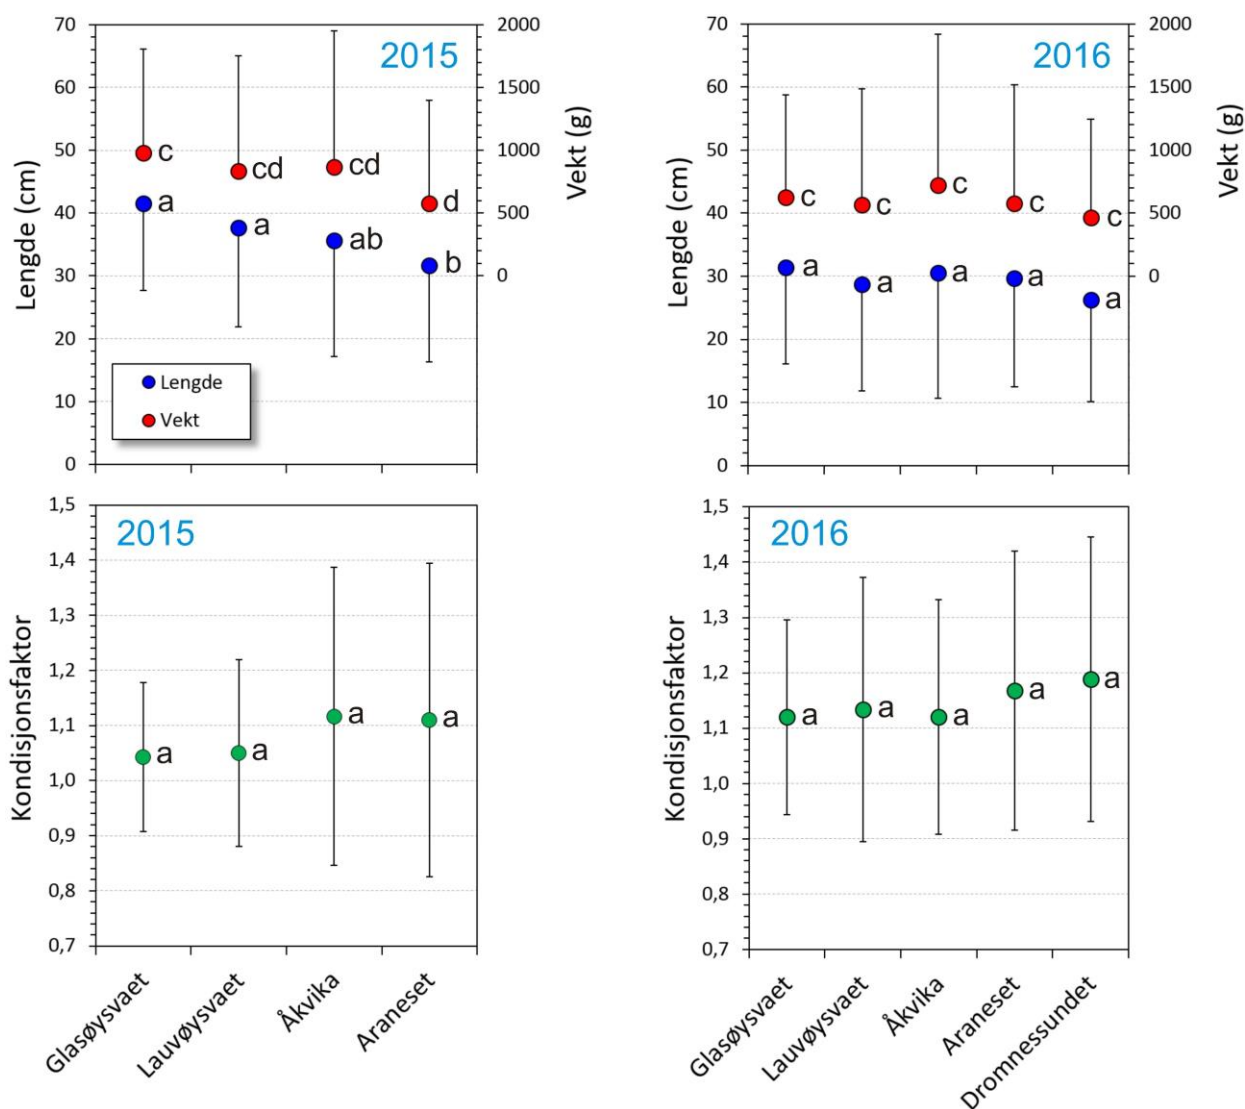 70
60
50
40
30
20
10
0
Lengde (cm)
2015
c
cd
cd
d
a
a
ab
b
Lengde
Vekt
2000
1500
1000
500
0
Vekt (g)
70
60
50
40
30
20
10
0
Lengde (cm)
2016
c
c
c
c
c
a
a
a
a
a
2000
1500
1000
500
0
Vekt (g)
1,5
1,4
1,3
1,2
1,1
1,0
0,9
0,8
0,7
Kondisjonsfaktor
2015
a
a
a
a
Glasøysvaet
Lauvøysvaet
Åkvika
Araneset
1,5
1,4
1,3
1,2
1,1
1,0
0,9
0,8
0,7
Kondisjonsfaktor
2016
a
a
a
a
a
Glasøysvaet
Lauvøysvaet
Åkvika
Araneset
Dromnessundet